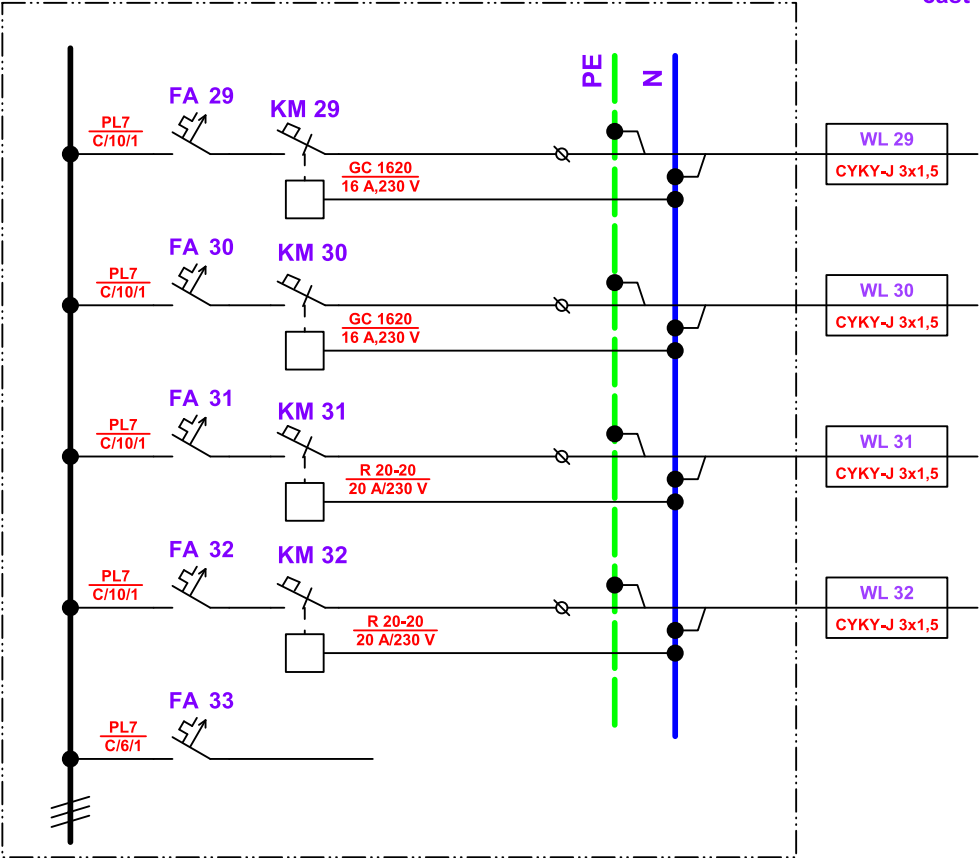 PE
N
FA 29
KM 29
PL7
C/10/1
GC 1620
16 A,230 V
WL 29
CYKY-J 3x1,5
FA 30
KM 30
PL7
C/10/1
GC 1620
16 A,230 V
WL 30
CYKY-J 3x1,5
FA 31
KM 31
PL7
C/10/1
R 20-20
20 A/230 V
WL 31
CYKY-J 3x1,5
FA 32
KM 32
PL7
C/10/1
R 20-20
20 A/230 V
WL 32
CYKY-J 3x1,5
FA 33
PL7
C/6/1